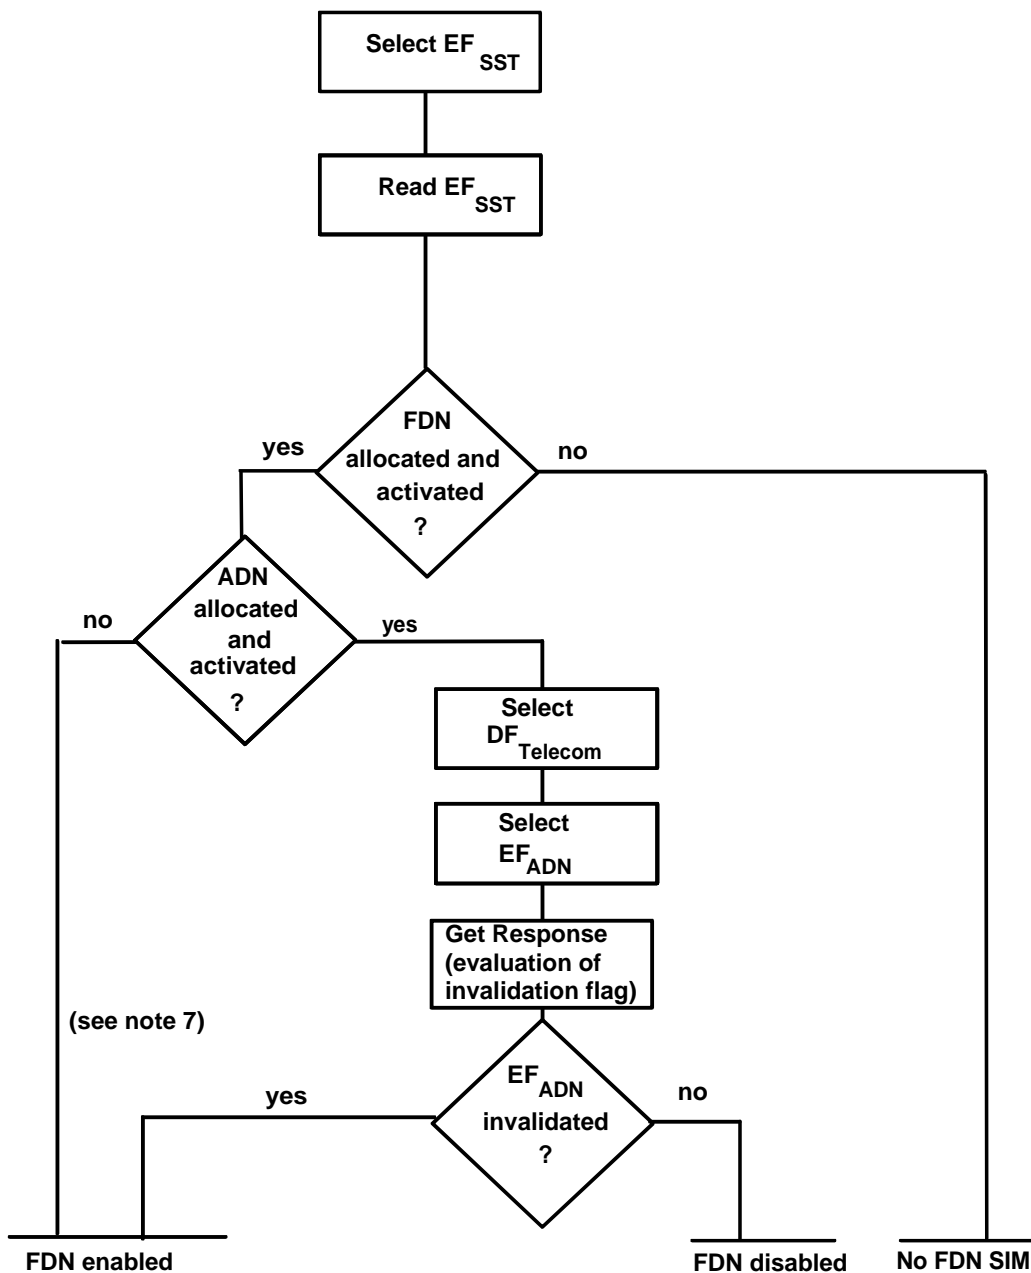 Select EF SST
Read EF SST
FDN
allocated and
activated
?
yes
no
ADN
allocated
and
activated
?
no
yes
Select
DF Telecom
Select
EF ADN
Get Response
(evaluation of
invalidation flag)
(see note 7)
EF ADN
invalidated
?
yes
no
FDN enabled
FDN disabled
No FDN SIM